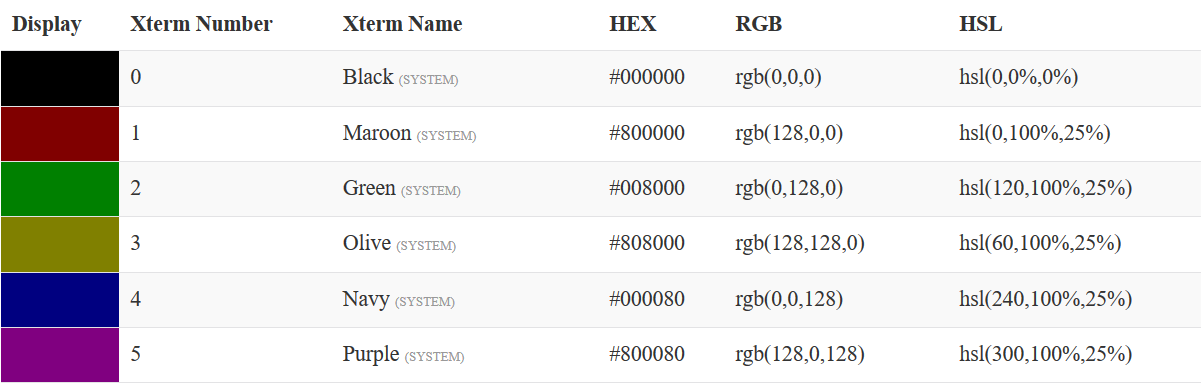 Display Xterm Number Xterm Name HEX RGB HSL
0 Black (SYSTEM) #000000 rgb(0,0,0) hsl(0,0%,0%)
1 Maroon (SYSTEM) #800000 rgb(128,0,0) hsl(0,100%,25%)
2 Green (SYSTEM) #008000 rgb(0,128,0) hsl(120,100%,25%)
3 Olive (SYSTEM) #808000 rgb(128,128,0) hsl(60,100%,25%)
4 Navy (SYSTEM) #000080 rgb(0,0,128) hsl(240,100%,25%)
5 Purple (SYSTEM) #800080 rgb(128,0,128) hsl(300,100%,25%)